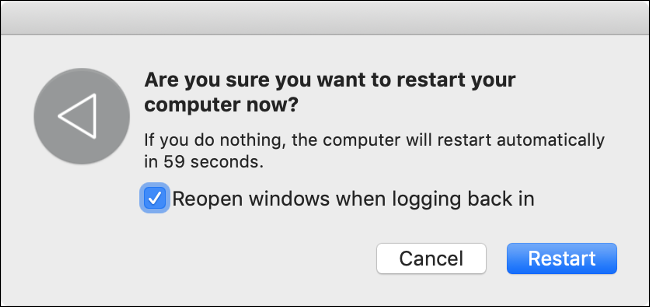 Are you sure you want to restart your
computer now?
If you do nothing, the computer will restart automatically
in 59 seconds.
Reopen windows when logging back in
Cancel
Restart